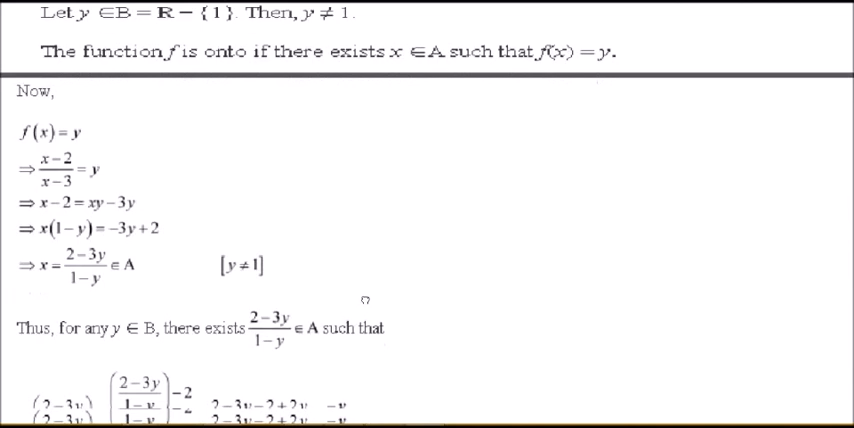 Let y ∈B = R − {1}. Then, y ≠ 1.
The function f is onto if there exists x ∈A such that f(x) = y.
Now,
f(x) = y
⇒ (x−2)/(x−3) = y
⇒ x−2 = xy−3y
⇒ x(1−y) = −3y+2
⇒ x = (2−3y)/(1−y) ∈ A [y≠1]
Thus, for any y ∈ B, there exists (2−3y)/(1−y) ∈ A such that